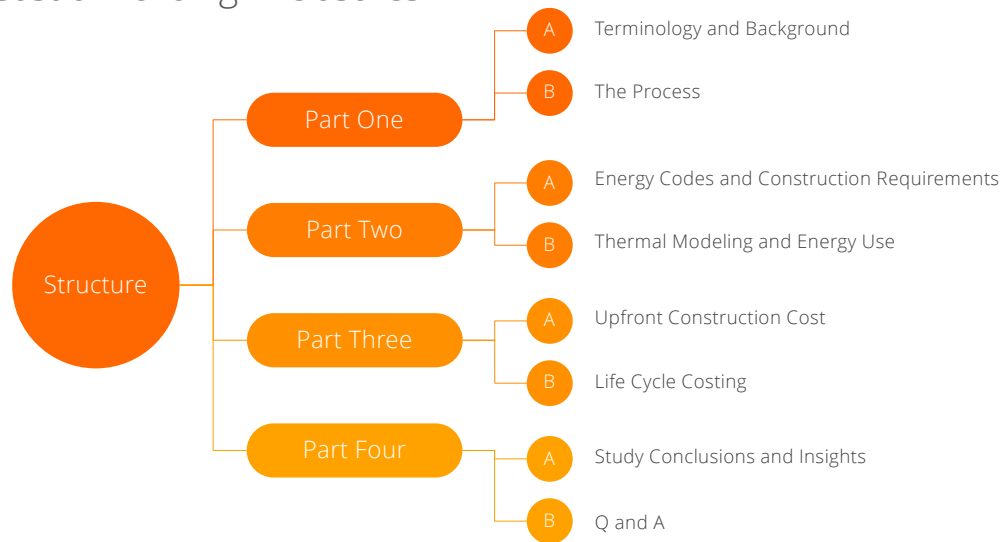 Structure
Part One
A Terminology and Background
B The Process
Part Two
A Energy Codes and Construction Requirements
B Thermal Modeling and Energy Use
Part Three
A Upfront Construction Cost
B Life Cycle Costing
Part Four
A Study Conclusions and Insights
B Q and A